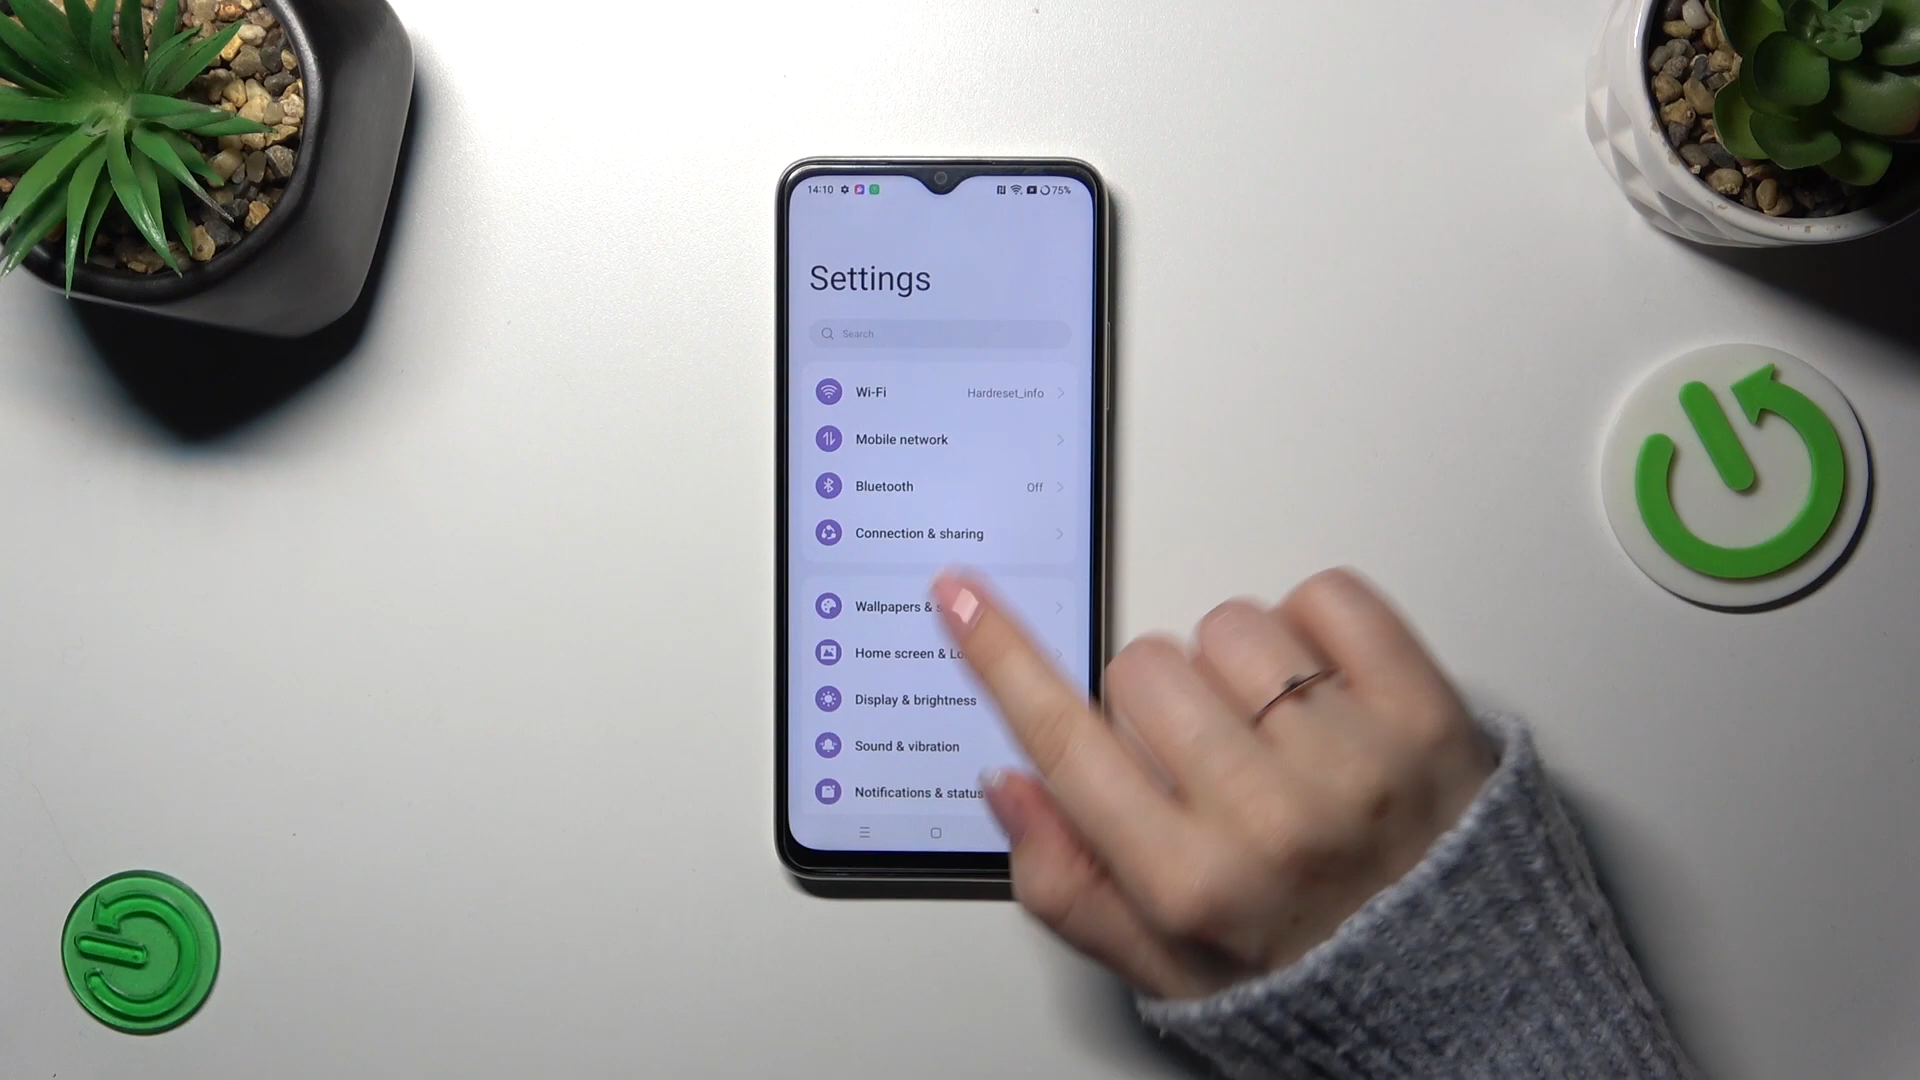 14:10 75%
Settings
Search
Wi-Fi Hardreset_info
Mobile network
Bluetooth Off
Connection & sharing
Wallpapers &
Home screen &
Display & brightness
Sound & vibration
Notifications & status